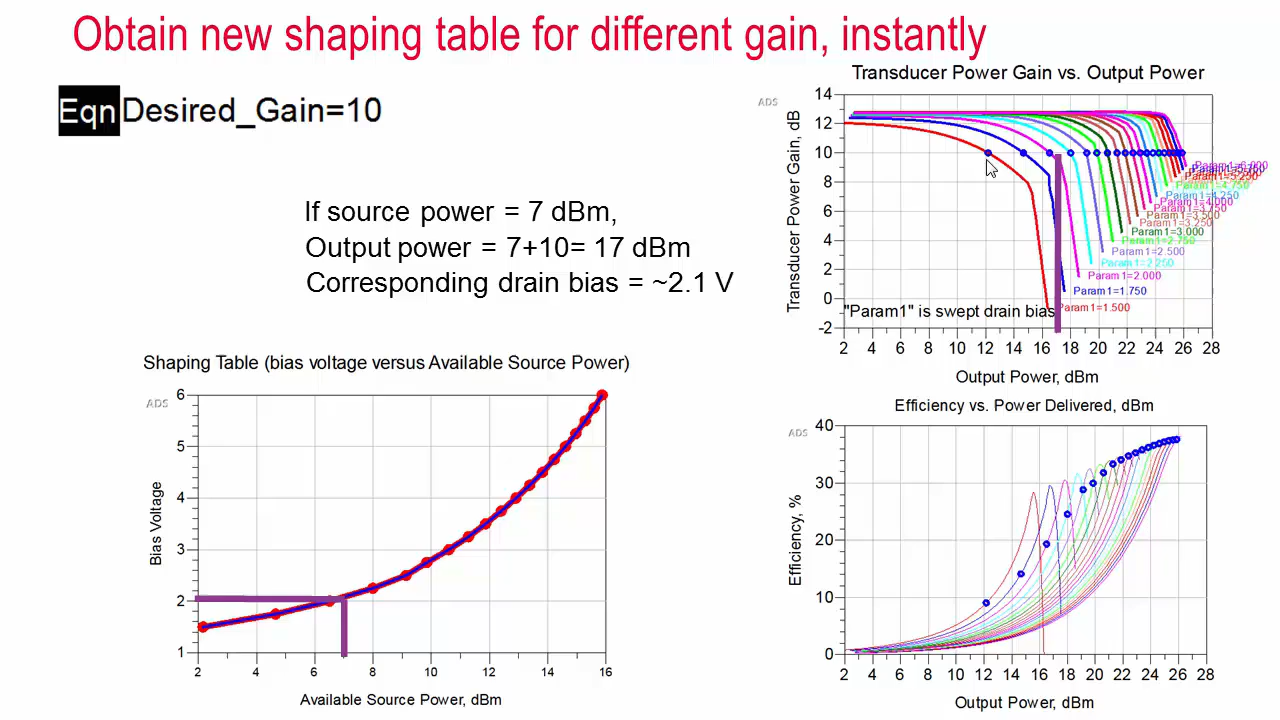 Obtain new shaping table for different gain, instantly
Eqn Desired_Gain=10
If source power = 7 dBm,
Output power = 7+10= 17 dBm
Corresponding drain bias = ~2.1 V
Transducer Power Gain vs. Output Power
ADS
Transducer Power Gain, dB
14
12
10
8
6
4
2
0
-2
Param1=6.000
Param1=5.250
Param1=4.750
Param1=4.250
Param1=4.000
Param1=3.750
Param1=3.500
Param1=3.250
Param1=3.000
Param1=2.750
Param1=2.500
Param1=2.250
Param1=2.000
Param1=1.750
Param1=1.500
"Param1" is swept drain bias
2 4 6 8 10 12 14 16 18 20 22 24 26 28
Output Power, dBm
Shaping Table (bias voltage versus Available Source Power)
ADS
Bias Voltage
6
5
4
3
2
1
2 4 6 8 10 12 14 16
Available Source Power, dBm
Efficiency vs. Power Delivered, dBm
ADS
Efficiency, %
40
30
20
10
0
2 4 6 8 10 12 14 16 18 20 22 24 26 28
Output Power, dBm